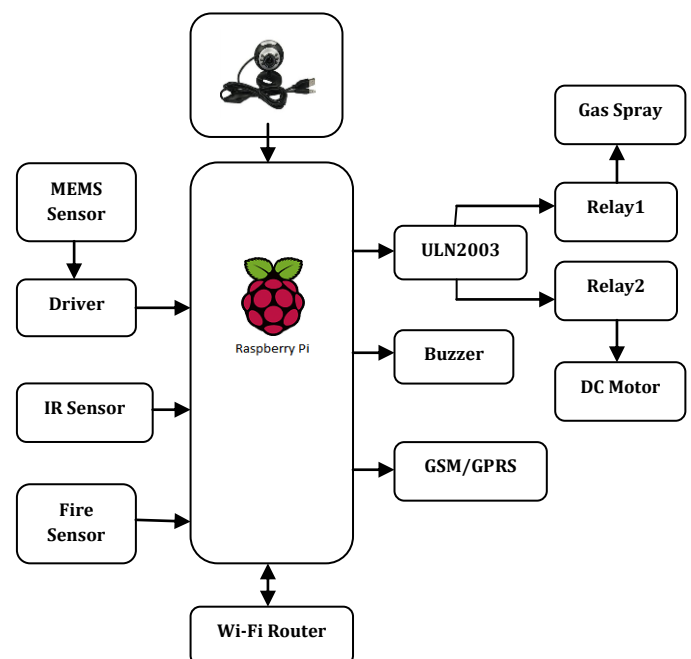 Gas Spray
MEMS
Sensor
Relay1
ULN2003
Driver
Relay2
Raspberry Pi
Buzzer
DC Motor
IR Sensor
GSM/GPRS
Fire
Sensor
Wi-Fi Router